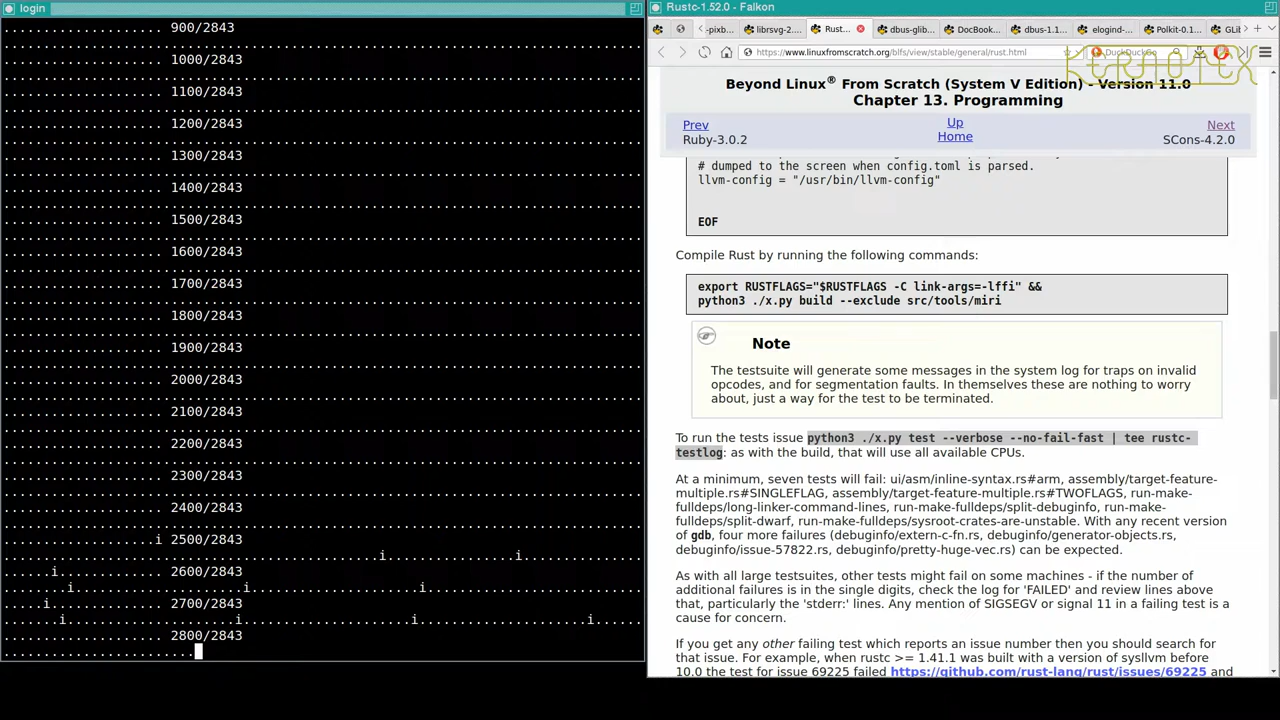 login
.................... 900/2843
.................... 1000/2843
.................... 1100/2843
.................... 1200/2843
.................... 1300/2843
.................... 1400/2843
.................... 1500/2843
.................... 1600/2843
.................... 1700/2843
.................... 1800/2843
.................... 1900/2843
.................... 2000/2843
.................... 2100/2843
.................... 2200/2843
.................... 2300/2843
.................... 2400/2843
...................i 2500/2843
i i
......i............. 2600/2843
i i i
.....i.............. 2700/2843
i i i i
.................... 2800/2843
........................
Rustc-1.52.0 - Falkon
-pixb librsvg-2... Rust... dbus-glib DocBook... dbus-1.1... elogind-... Polkit-0.1... GLib
https://www.linuxfromscratch.org/blfs/view/stable/general/rust.html
DuckDuckGo
KERNOTEX
Beyond Linux® From Scratch (System V Edition) - Version 11.0
Chapter 13. Programming
Prev Up Next
Ruby-3.0.2 Home SCons-4.2.0
# dumped to the screen when config.toml is parsed.
llvm-config = "/usr/bin/llvm-config"
EOF
Compile Rust by running the following commands:
export RUSTFLAGS="$RUSTFLAGS -C link-args=-lffi" &&
python3 ./x.py build --exclude src/tools/miri
Note
The testsuite will generate some messages in the system log for traps on invalid
opcodes, and for segmentation faults. In themselves these are nothing to worry
about, just a way for the test to be terminated.
To run the tests issue python3 ./x.py test --verbose --no-fail-fast | tee rustc-
testlog: as with the build, that will use all available CPUs.
At a minimum, seven tests will fail: ui/asm/inline-syntax.rs#arm, assembly/target-feature-
multiple.rs#SINGLEFLAG, assembly/target-feature-multiple.rs#TWOFLAGS, run-make-
fulldeps/long-linker-command-lines, run-make-fulldeps/split-debuginfo, run-make-
fulldeps/split-dwarf, run-make-fulldeps/sysroot-crates-are-unstable. With any recent version
of gdb, four more failures (debuginfo/extern-c-fn.rs, debuginfo/generator-objects.rs,
debuginfo/issue-57822.rs, debuginfo/pretty-huge-vec.rs) can be expected.
As with all large testsuites, other tests might fail on some machines - if the number of
additional failures is in the single digits, check the log for 'FAILED' and review lines above
that, particularly the 'stderr:' lines. Any mention of SIGSEGV or signal 11 in a failing test is a
cause for concern.
If you get any other failing test which reports an issue number then you should search for
that issue. For example, when rustc >= 1.41.1 was built with a version of sysllvm before
10.0 the test for issue 69225 failed https://github.com/rust-lang/rust/issues/69225 and